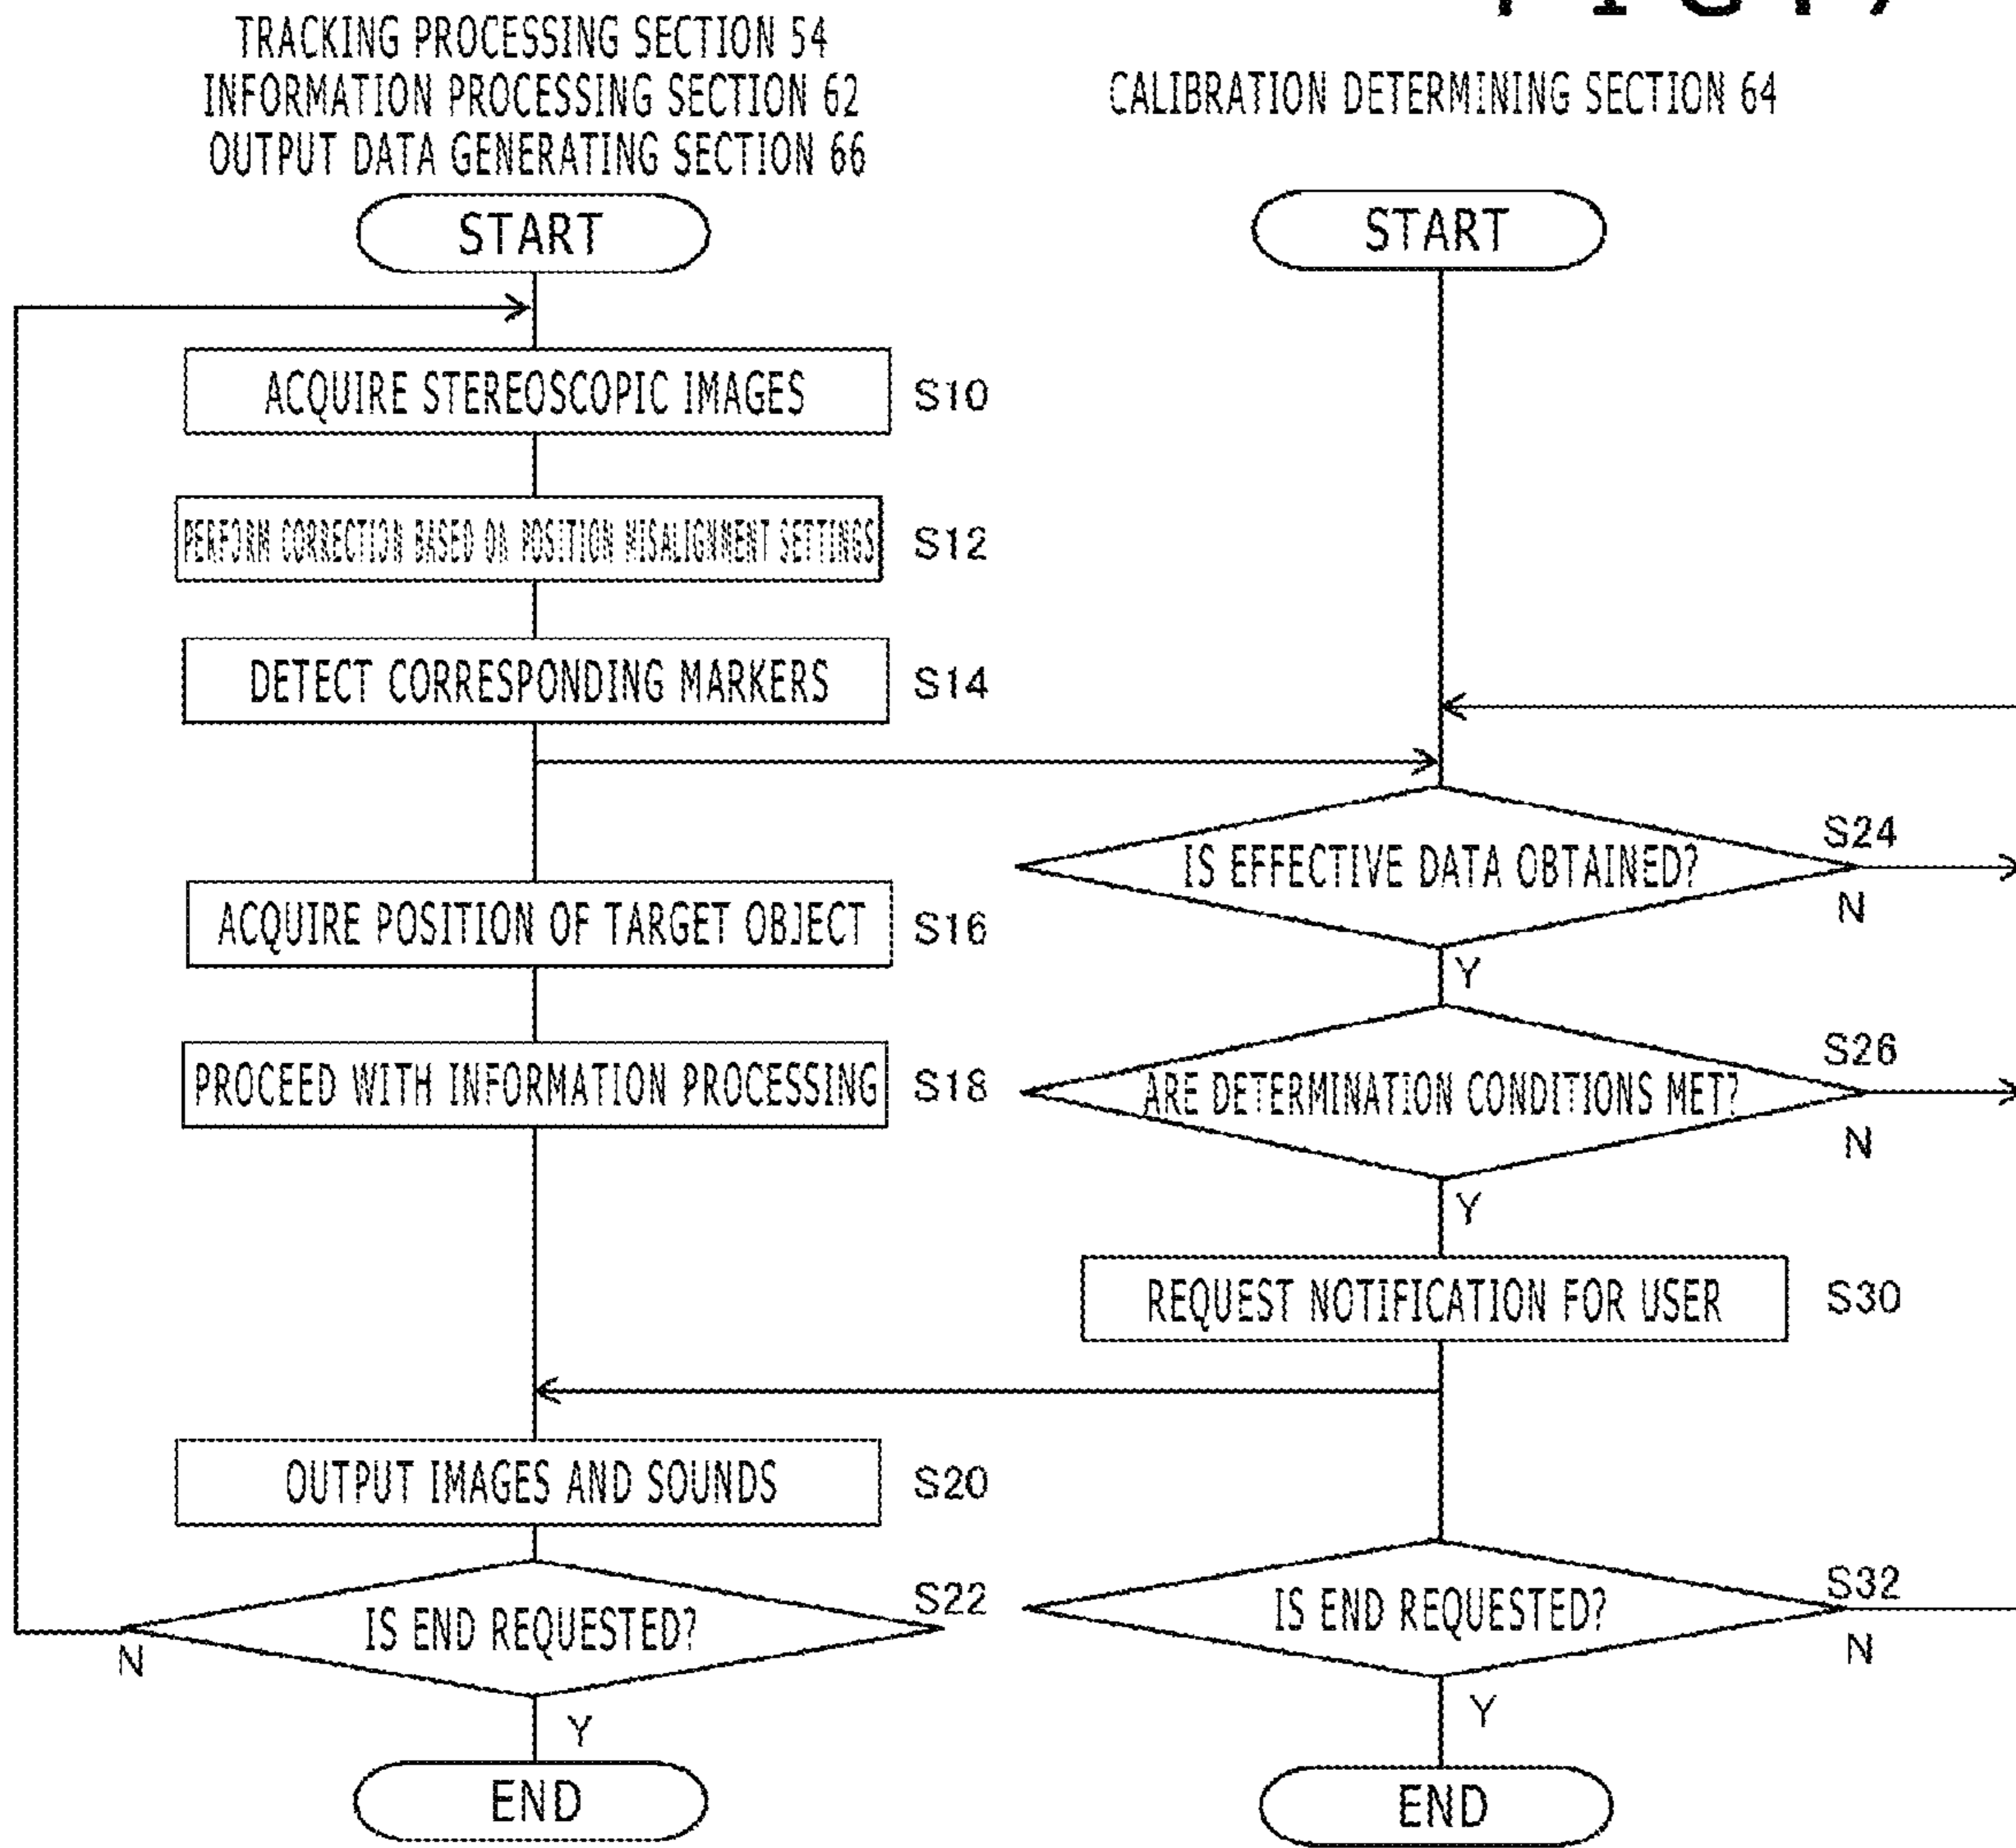 TRACKING PROCESSING SECTION 54
INFORMATION PROCESSING SECTION 62
OUTPUT DATA GENERATING SECTION 66
START
ACQUIRE STEREOSCOPIC IMAGES
S10
PERFORM CORRECTION BASED ON POSITION MISALIGNMENT SETTINGS
S12
DETECT CORRESPONDING MARKERS
S14
ACQUIRE POSITION OF TARGET OBJECT
S16
PROCEED WITH INFORMATION PROCESSING
S18
OUTPUT IMAGES AND SOUNDS
S20
IS END REQUESTED?
S22
N
Y
END
CALIBRATION DETERMINING SECTION 64
START
IS EFFECTIVE DATA OBTAINED?
S24
N
Y
ARE DETERMINATION CONDITIONS MET?
S26
N
Y
REQUEST NOTIFICATION FOR USER
S30
IS END REQUESTED?
S32
N
Y
END